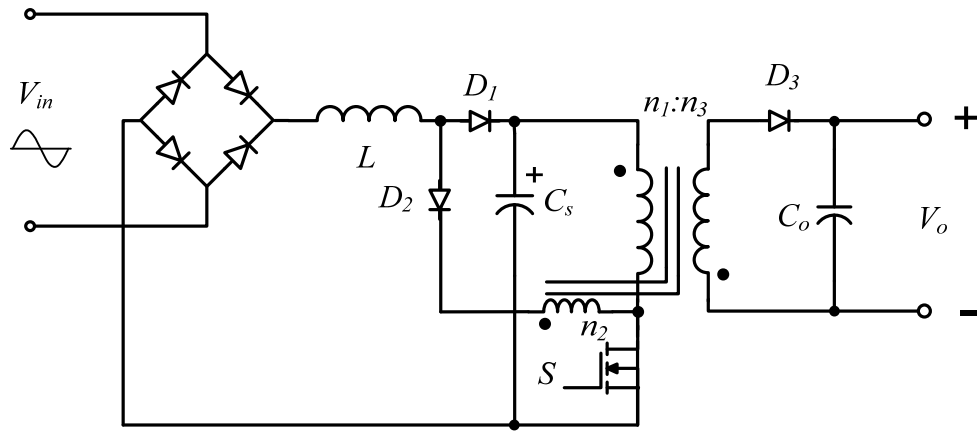 V_in
L
D_1
D_2
+
C_s
n_1:n_3
n_2
S
D_3
C_o
V_o
+
-